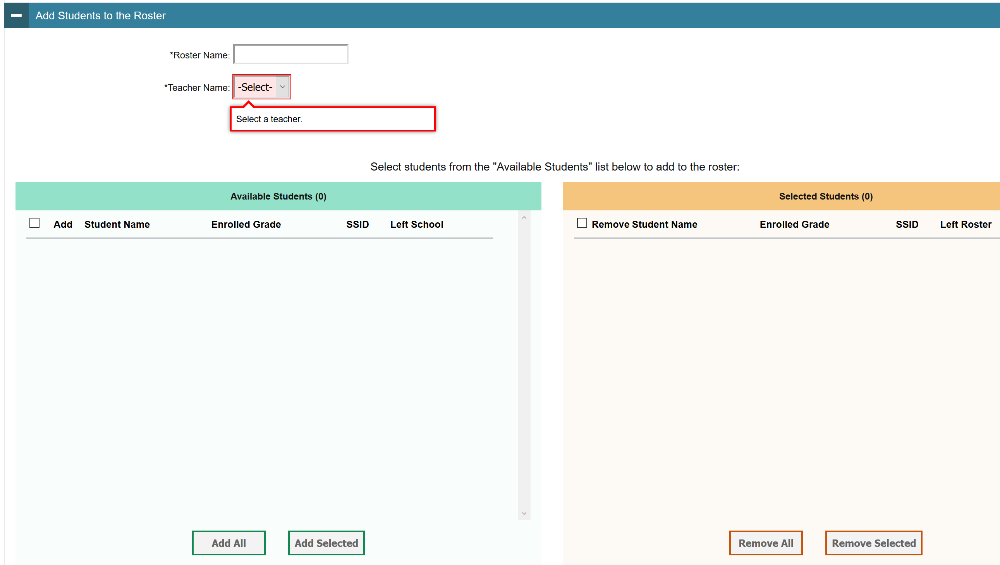 Add Students to the Roster
*Roster Name:
*Teacher Name: -Select-
Select a teacher.
Select students from the "Available Students" list below to add to the roster:
Available Students (0)
Add Student Name Enrolled Grade SSID Left School
Add All Add Selected
Selected Students (0)
Remove Student Name Enrolled Grade SSID Left Roster
Remove All Remove Selected